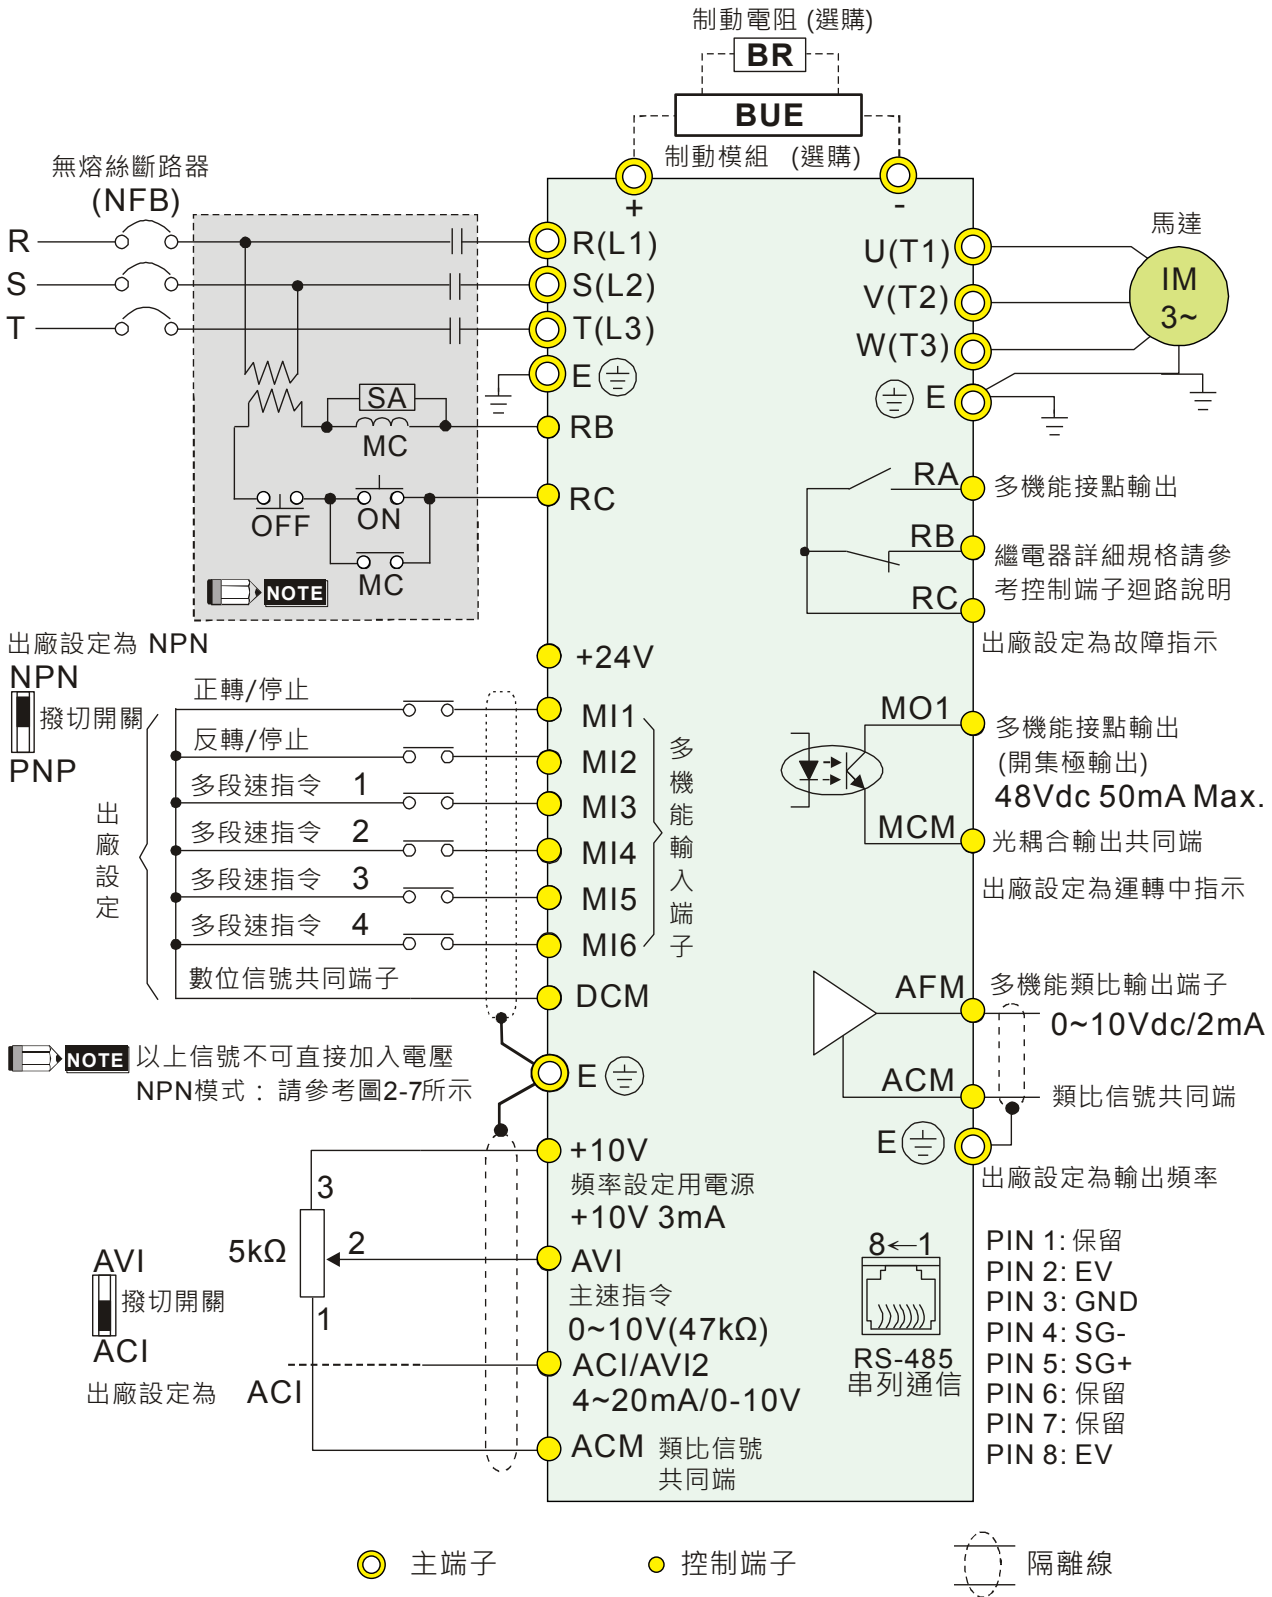 制動電阻 (選購)
BR
BUE
制動模組 (選購)
+
-
無熔絲斷路器
(NFB)
R
S
T
R(L1)
S(L2)
T(L3)
E
SA
MC
RB
OFF
ON
RC
MC
NOTE
馬達
IM
3~
U(T1)
V(T2)
W(T3)
E
RA
多機能接點輸出
RB
繼電器詳細規格請參
考控制端子迴路說明
RC
出廠設定為故障指示
出廠設定為 NPN
NPN
撥切開關
PNP
出廠設定
+24V
正轉/停止
MI1
反轉/停止
MI2
多段速指令 1
MI3
多段速指令 2
MI4
多段速指令 3
MI5
多段速指令 4
MI6
多機能輸入端子
數位信號共同端子
DCM
MO1
多機能接點輸出
(開集極輸出)
48Vdc 50mA Max.
MCM
光耦合輸出共同端
出廠設定為運轉中指示
NOTE 以上信號不可直接加入電壓
NPN模式 : 請參考圖2-7所示
E
AFM
多機能類比輸出端子
0~10Vdc/2mA
ACM
類比信號共同端
E
出廠設定為輸出頻率
+10V
頻率設定用電源
+10V 3mA
3
5kΩ
2
1
AVI
主速指令
0~10V(47kΩ)
AVI
撥切開關
ACI
出廠設定為 ACI
ACI/AVI2
4~20mA/0-10V
ACM 類比信號
共同端
8←1
RS-485
串列通信
PIN 1: 保留
PIN 2: EV
PIN 3: GND
PIN 4: SG-
PIN 5: SG+
PIN 6: 保留
PIN 7: 保留
PIN 8: EV
主端子
控制端子
隔離線